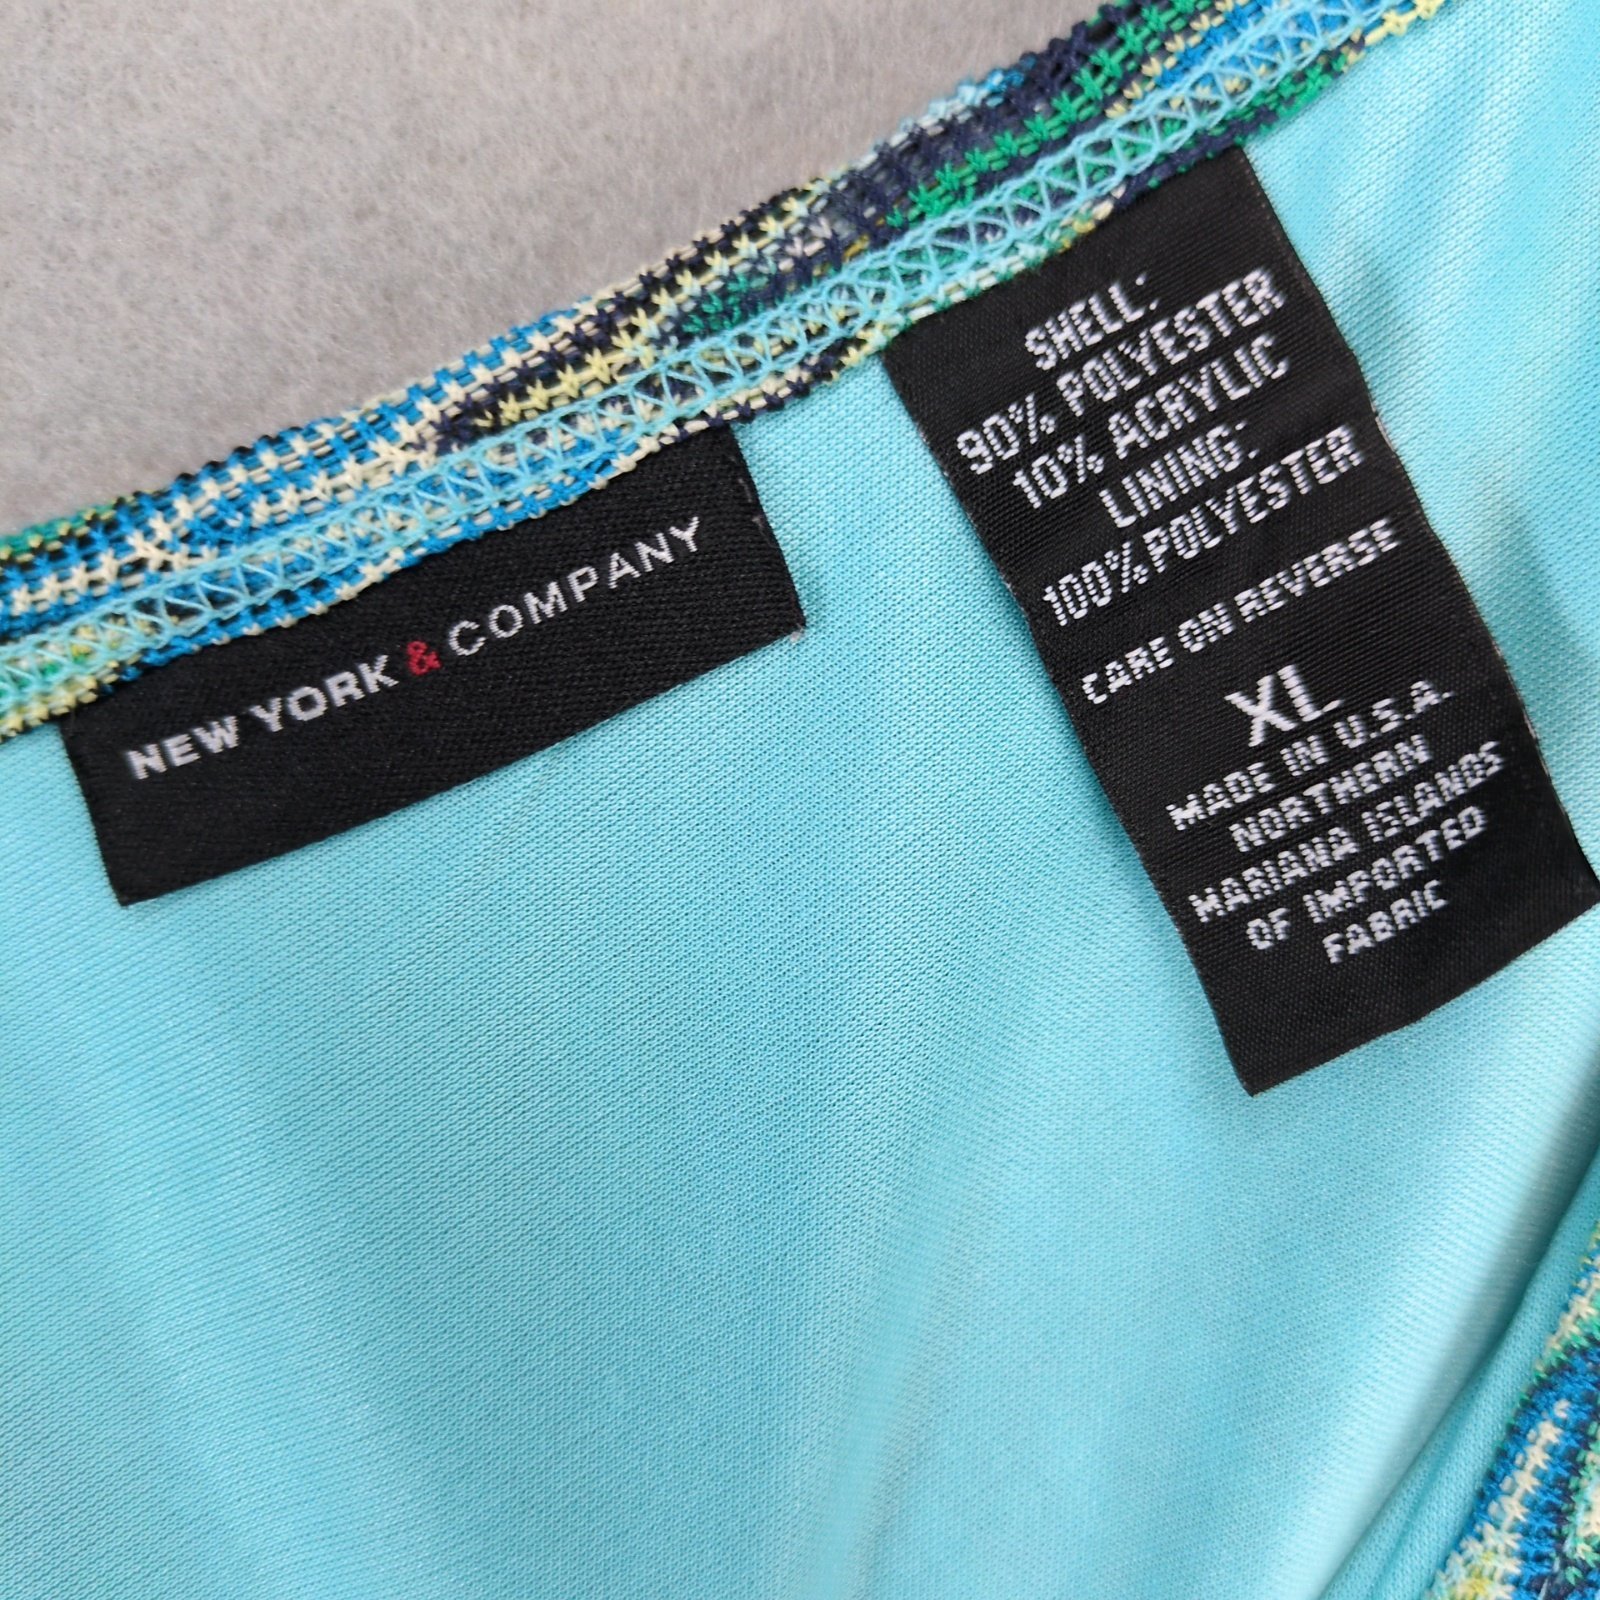 NEW YORK & COMPANY
SHELL:
90% POLYESTER
10% ACRYLIC
LINING:
100% POLYESTER
CARE ON REVERSE
XL
MADE IN U.S.A.
NORTHERN
MARIANA ISLANDS
OF IMPORTED
FABRIC